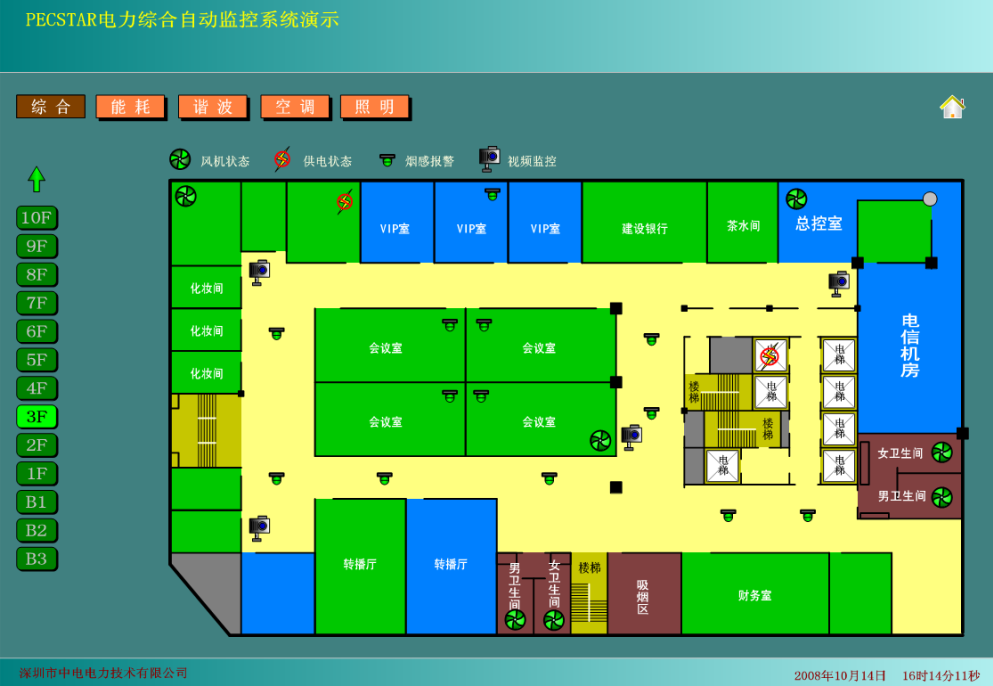 PECSTAR电力综合自动监控系统演示
综 合
能 耗
谐 波
空 调
照 明
风机状态
供电状态
烟感报警
视频监控
10F
9F
8F
7F
6F
5F
4F
3F
2F
1F
B1
B2
B3
VIP室
VIP室
VIP室
建设银行
茶水间
总控室
化妆间
化妆间
化妆间
会议室
会议室
会议室
会议室
电信机房
楼梯
楼梯
电梯
电梯
电梯
电梯
电梯
电梯
女卫生间
男卫生间
转播厅
转播厅
男卫生间
女卫生间
楼梯
吸烟区
财务室
深圳市中电电力技术有限公司
2008年10月14日 16时14分11秒